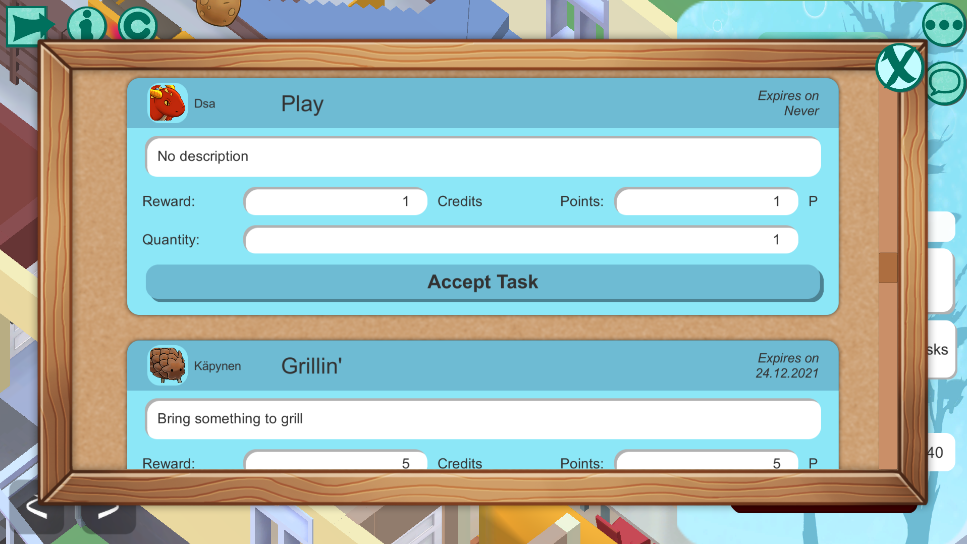 Dsa
Play
Expires on
Never
No description
Reward:
1
Credits
Points:
1
P
Quantity:
1
Accept Task
Käpynen
Grillin'
Expires on
24.12.2021
Bring something to grill
Reward:
5
Credits
Points:
5
P
X
sks
40
<
>